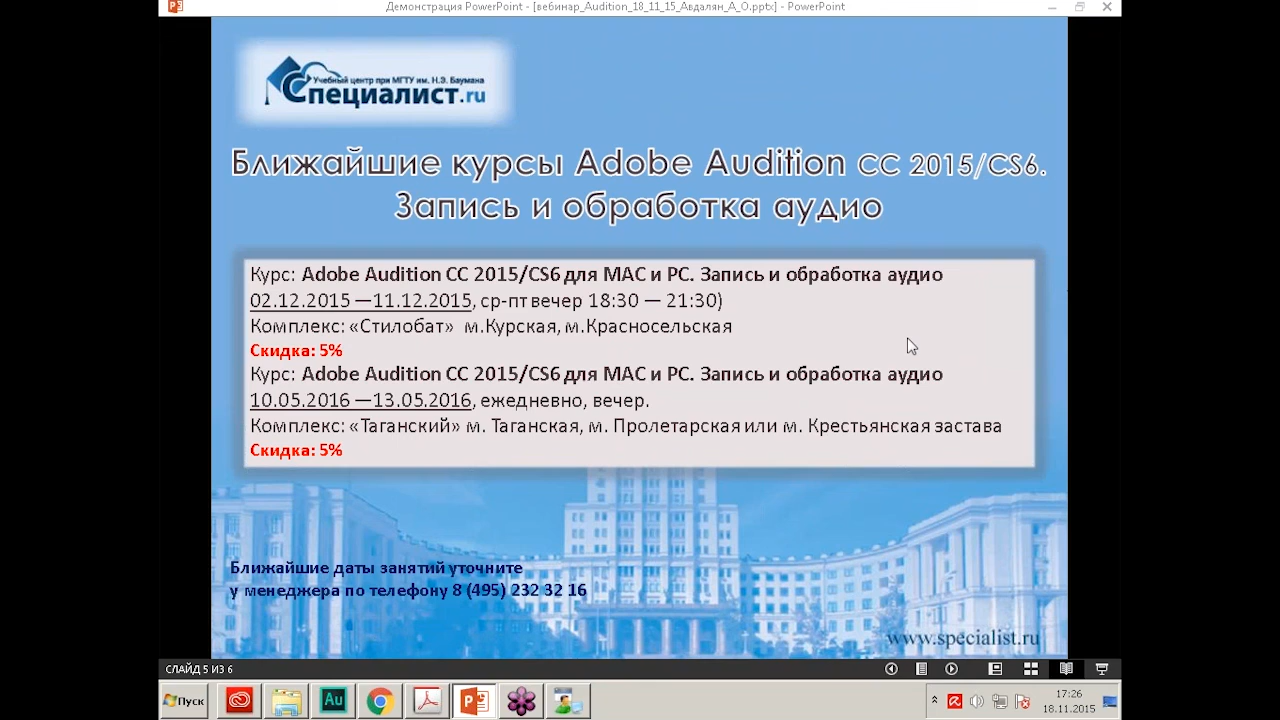 Демонстрация PowerPoint - [вебинар_Audition_18_11_15_Авдалян_А_О.pptx] - PowerPoint
Учебный центр при МГТУ им. Н.Э. Баумана
Специалист.ru
Ближайшие курсы Adobe Audition CC 2015/CS6.
Запись и обработка аудио
Курс: Adobe Audition CC 2015/CS6 для MAC и PC. Запись и обработка аудио
02.12.2015 —11.12.2015, ср-пт вечер 18:30 — 21:30)
Комплекс: «Стилобат» м.Курская, м.Красносельская
Скидка: 5%
Курс: Adobe Audition CC 2015/CS6 для MAC и PC. Запись и обработка аудио
10.05.2016 —13.05.2016, ежедневно, вечер.
Комплекс: «Таганский» м. Таганская, м. Пролетарская или м. Крестьянская застава
Скидка: 5%
Ближайшие даты занятий уточните
у менеджера по телефону 8 (495) 232 32 16
www.specialist.ru
СЛАЙД 5 ИЗ 6
Пуск
Au
17:26
18.11.2015